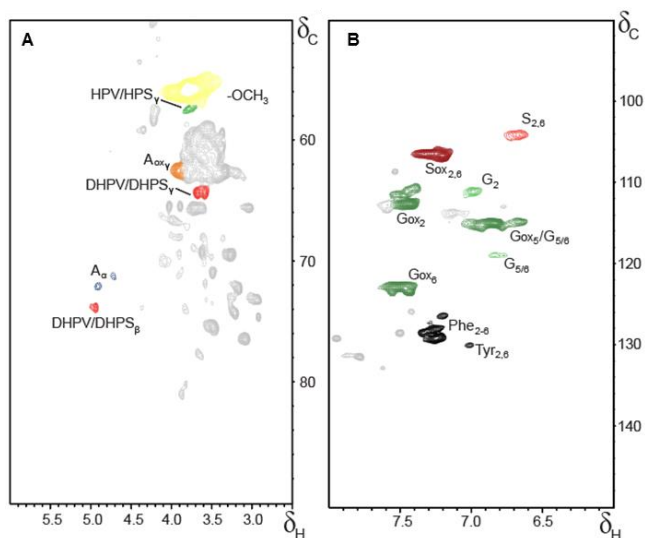 A
δC
HPV/HPSγ
-OCH3
60
Aoxγ
DHPV/DHPSγ
70
Aα
DHPV/DHPSβ
80
5.5 5.0 4.5 4.0 3.5 3.0 δH
B
δC
100
S2,6
Sox2,6
G2
110
Gox2
Gox5/G5/6
G5/6
120
Gox6
Phe2-6
Tyr2,6
130
140
7.5 7.0 6.5 δH